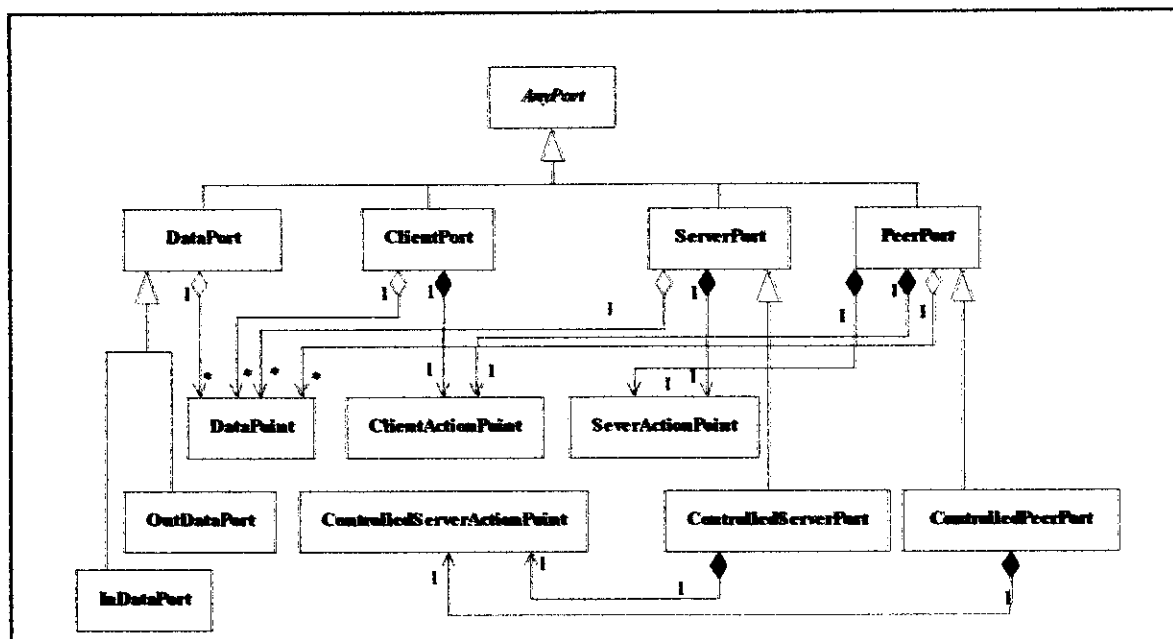 AnyPort
DataPort ClientPort ServerPort PeerPort
1 1 1 1 1 1 1 1
1 1 1 1
* * * *
DataPoint ClientActionPoint SeverActionPoint
OutDataPort ControlledServerActionPoint ControlledServerPort ControlledPeerPort
1 1 1 1
InDataPort